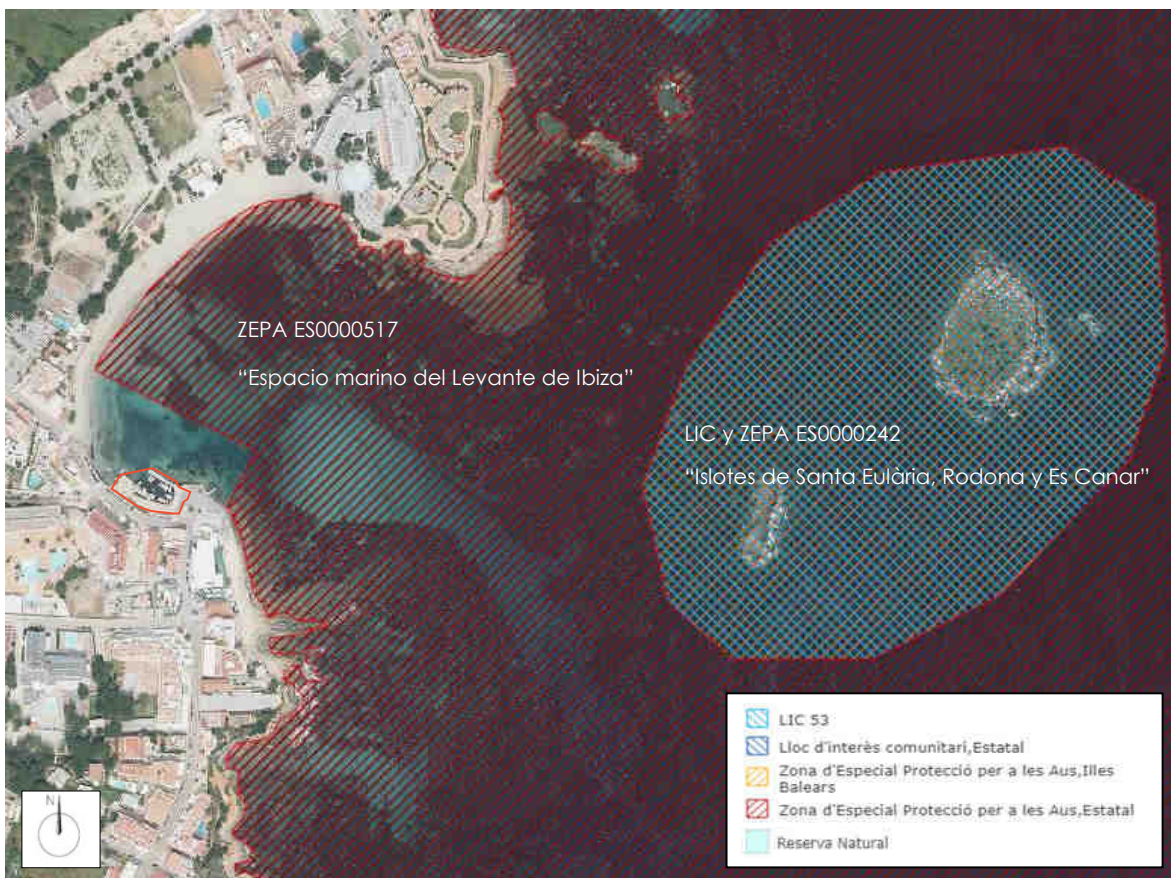 ZEPA ES0000517
“Espacio marino del Levante de Ibiza”
LIC y ZEPA ES0000242
“Islotes de Santa Eulària, Rodona y Es Canar”
LIC 53
Lloc d'interès comunitari,Estatal
Zona d'Especial Protecció per a les Aus,Illes
Balears
Zona d'Especial Protecció per a les Aus,Estatal
Reserva Natural
N